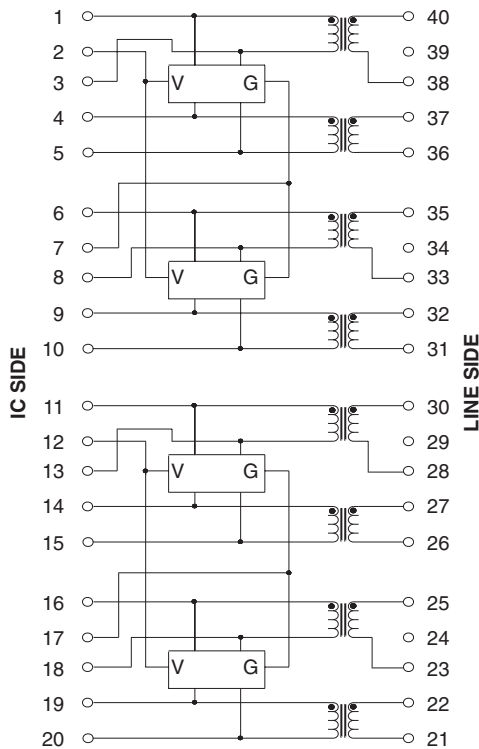 1 40
2 39
3 V G 38
4 37
5 36
6 35
7 34
8 V G 33
9 32
10 31
IC SIDE
LINE SIDE
11 30
12 29
13 V G 28
14 27
15 26
16 25
17 24
18 V G 23
19 22
20 21